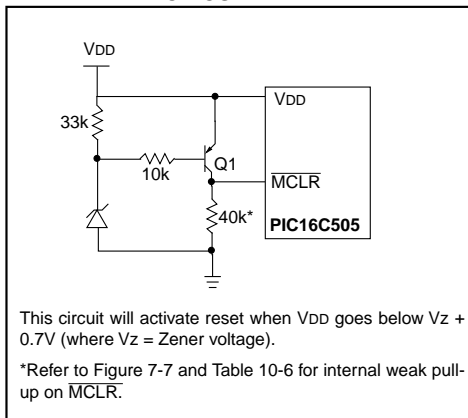 VDD
VDD
33k
Q1
10k
MCLR
40k*
PIC16C505
This circuit will activate reset when VDD goes below Vz +
0.7V (where Vz = Zener voltage).
*Refer to Figure 7-7 and Table 10-6 for internal weak pull-
up on MCLR.